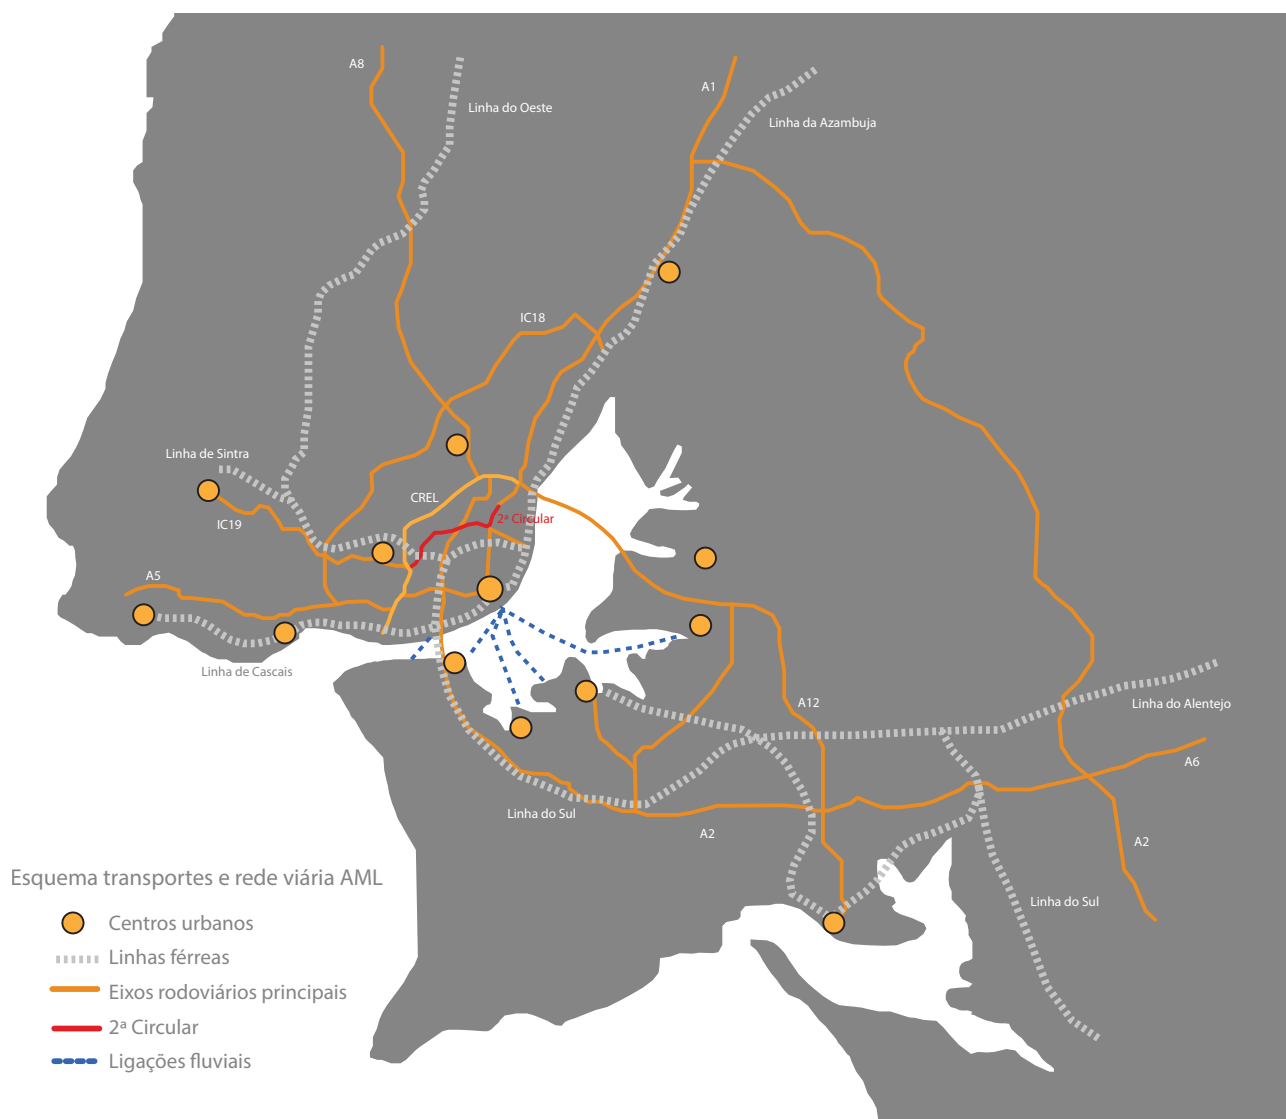 A8
A1
Linha do Oeste
Linha da Azambuja
IC18
Linha de Sintra
CREL
IC19
2ª Circular
A5
Linha de Cascais
A12
Linha do Alentejo
A6
Linha do Sul
A2
A2
Linha do Sul
Esquema transportes e rede viária AML
Centros urbanos
Linhas férreas
Eixos rodoviários principais
2ª Circular
Ligações fluviais